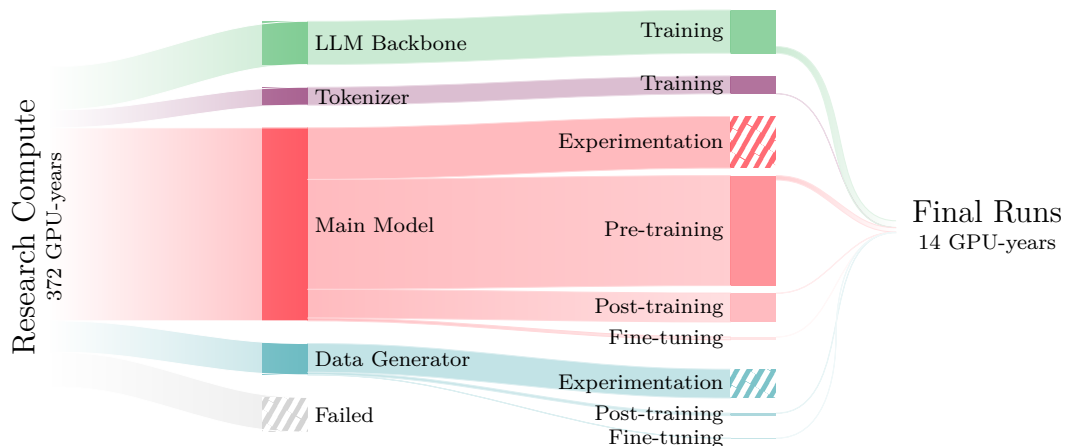 Research Compute
372 GPU-years
LLM Backbone
Tokenizer
Main Model
Data Generator
Failed
Training
Training
Experimentation
Pre-training
Post-training
Fine-tuning
Experimentation
Post-training
Fine-tuning
Final Runs
14 GPU-years